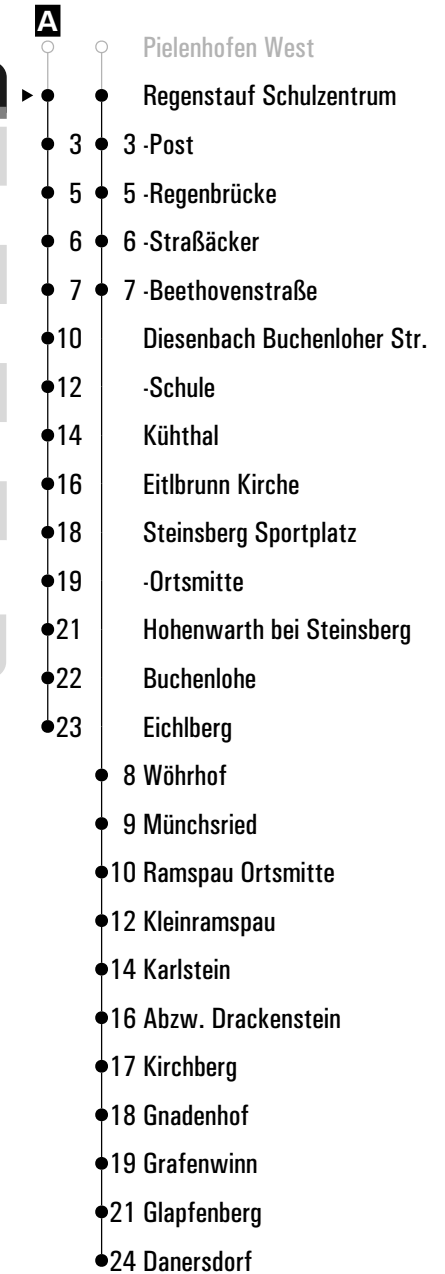 A
Pielenhofen West
Regenstauf Schulzentrum
3 3 -Post
5 5 -Regenbrücke
6 6 -Straßäcker
7 7 -Beethovenstraße
10 Diesenbach Buchenloher Str.
12 -Schule
14 Kühthal
16 Eitlbrunn Kirche
18 Steinsberg Sportplatz
19 -Ortsmitte
21 Hohenwarth bei Steinsberg
22 Buchenlohe
23 Eichlberg
8 Wöhrhof
9 Münchsried
10 Ramspau Ortsmitte
12 Kleinramspau
14 Karlstein
16 Abzw. Drackenstein
17 Kirchberg
18 Gnadenhof
19 Grafenwinn
21 Glapfenberg
24 Danersdorf